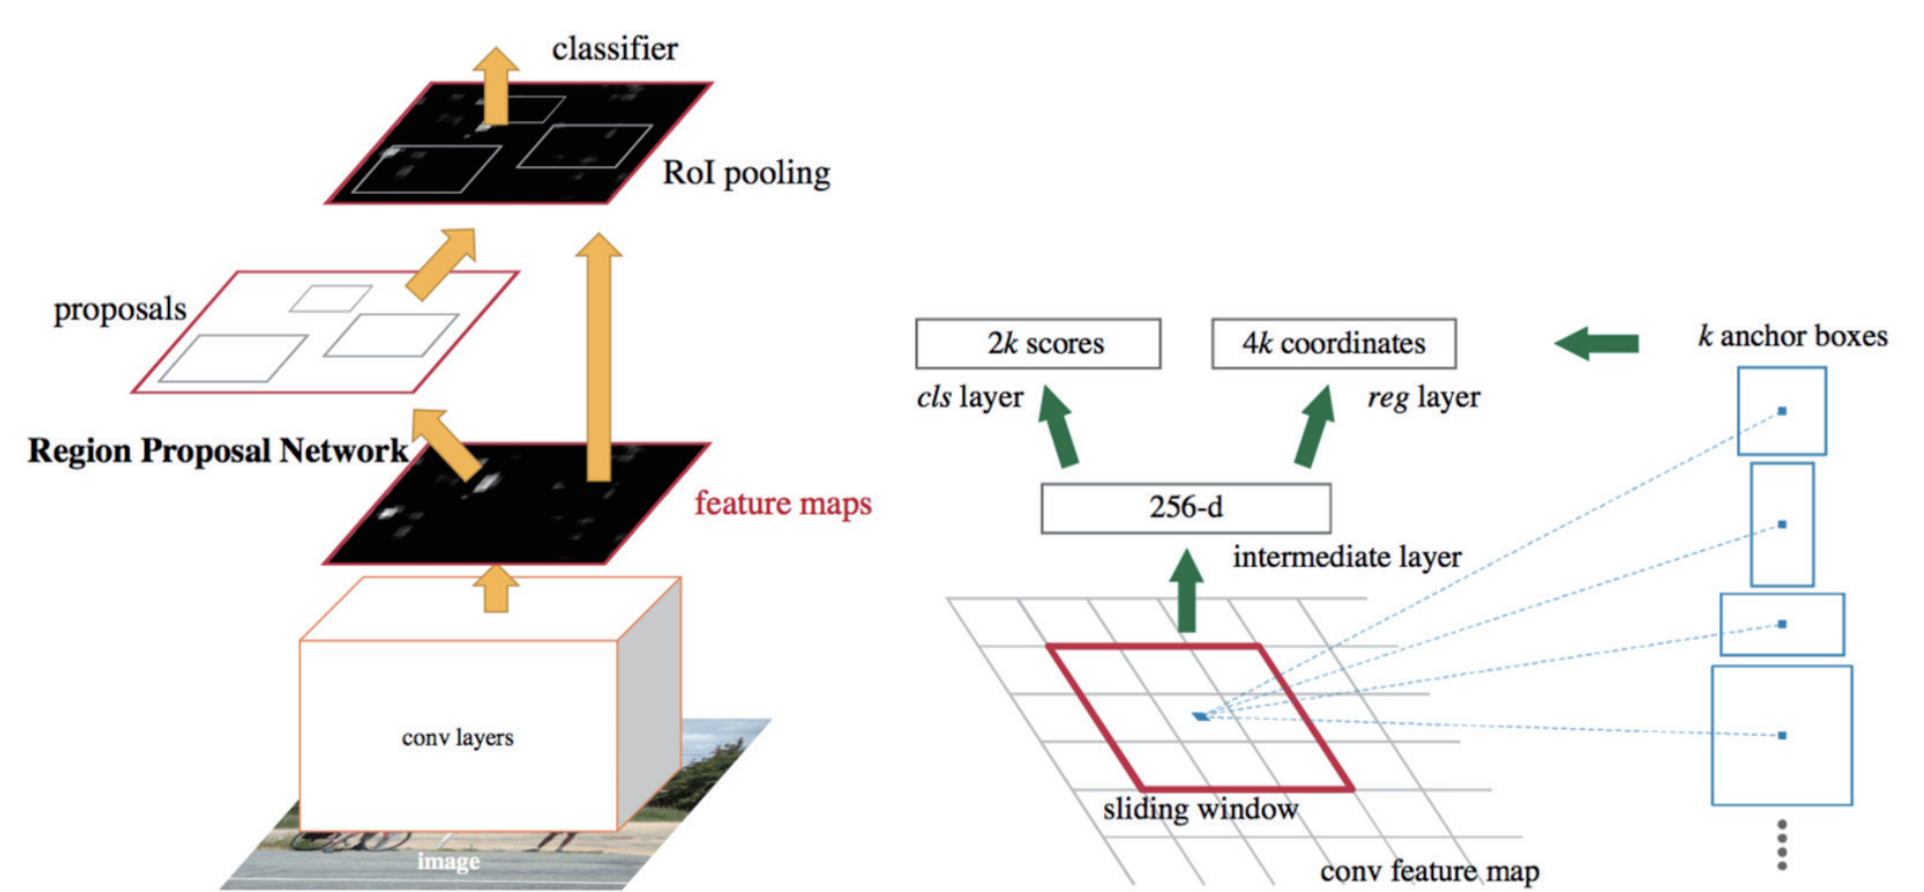 classifier
RoI pooling
proposals
Region Proposal Network
feature maps
conv layers
image
2k scores
4k coordinates
k anchor boxes
cls layer
reg layer
256-d
intermediate layer
sliding window
conv feature map